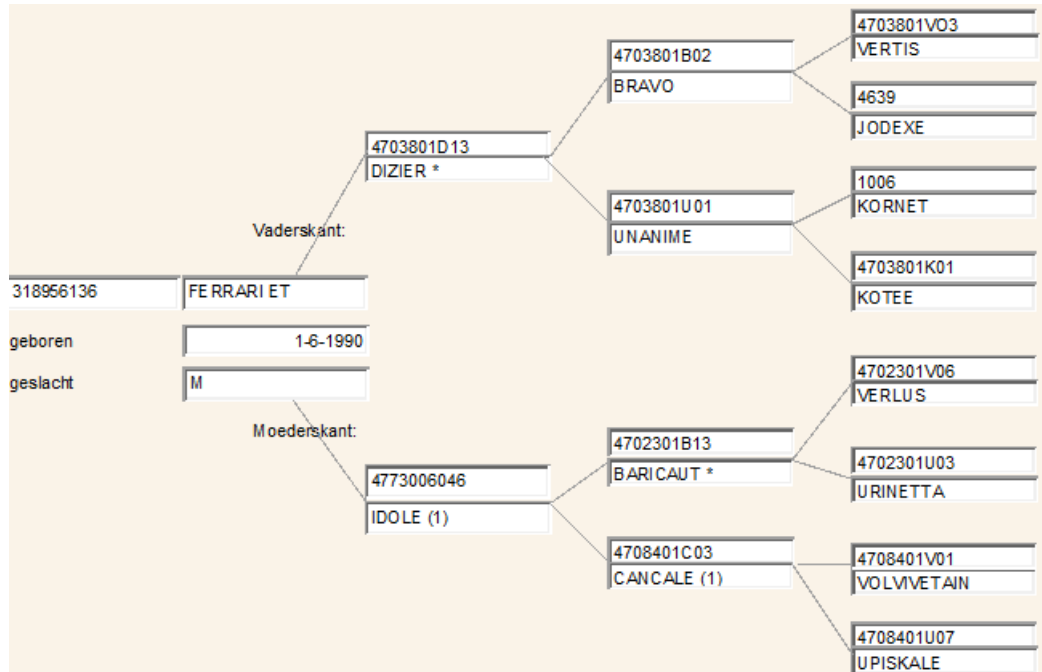 4703801VO3
VERTIS
4703801B02
BRAVO
4639
JODEXE
4703801D13
DIZIER *
1006
KORNET
4703801U01
UNANIME
Vaderskant:
4703801K01
KOTEE
318956136
FERRARI ET
geboren
1-6-1990
geslacht
M
4702301V06
VERLUS
Moederskant:
4702301B13
BARICAUT *
4702301U03
URINETTA
4773006046
IDOLE (1)
4708401C03
CANCALE (1)
4708401V01
VOLVIVETAIN
4708401U07
UPISKALE